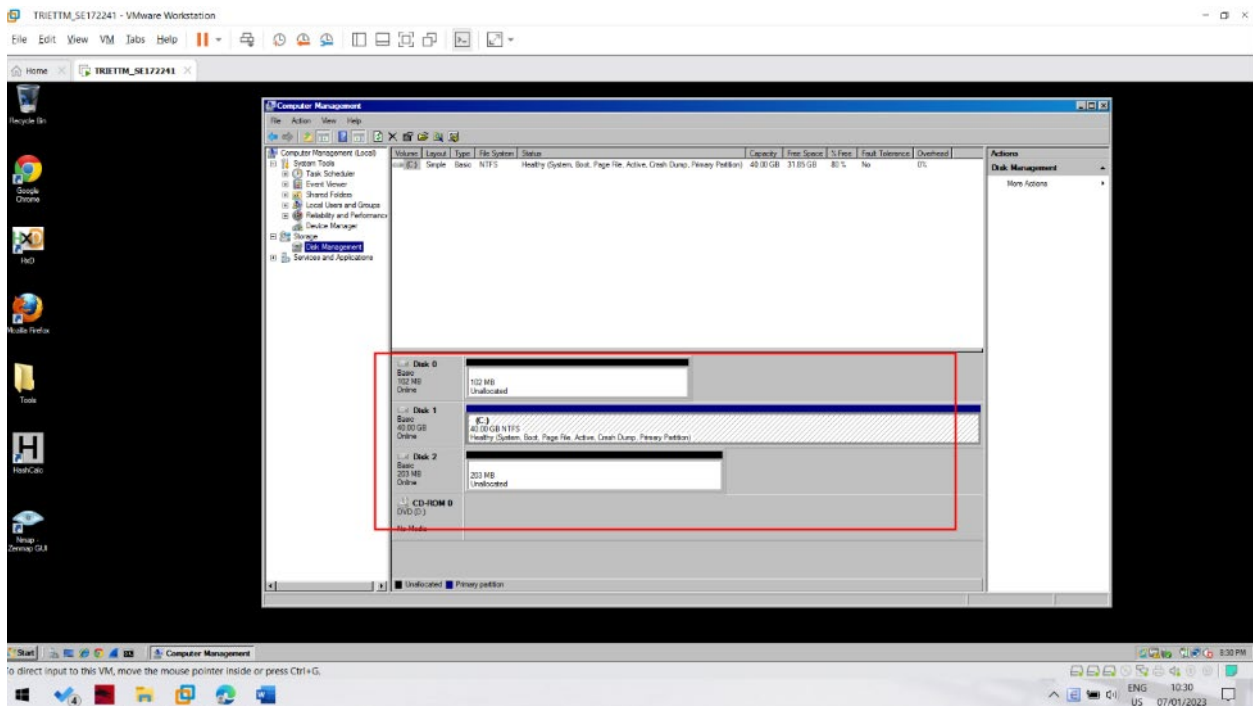 TRIETTM_SE172241 - VMware Workstation
File Edit View VM Tabs Help
Home TRIETTM_SE172241
Recycle Bin
Google Chrome
HxD
Mozilla Firefox
Tools
HashCalc
Nmap - Zenmap GUI
Computer Management
File Action View Help
Computer Management (Local)
System Tools
Task Scheduler
Event Viewer
Shared Folders
Local Users and Groups
Reliability and Performance
Device Manager
Storage
Disk Management
Services and Applications
Volume Layout Type File System Status Capacity Free Space % Free Fault Tolerance Overhead
(C:) Simple Basic NTFS Healthy (System, Boot, Page File, Active, Crash Dump, Primary Partition) 40.00 GB 31.85 GB 80 % No 0%
Actions
Disk Management
More Actions
Disk 0
Basic
102 MB
Online
102 MB
Unallocated
Disk 1
Basic
40.00 GB
Online
(C:)
40.00 GB NTFS
Healthy (System, Boot, Page File, Active, Crash Dump, Primary Partition)
Disk 2
Basic
203 MB
Online
203 MB
Unallocated
CD-ROM 0
DVD (D:)
No Media
Unallocated Primary partition
Start Computer Management 8:30 PM
To direct input to this VM, move the mouse pointer inside or press Ctrl+G.
4
ENG
US
10:30
07/01/2023